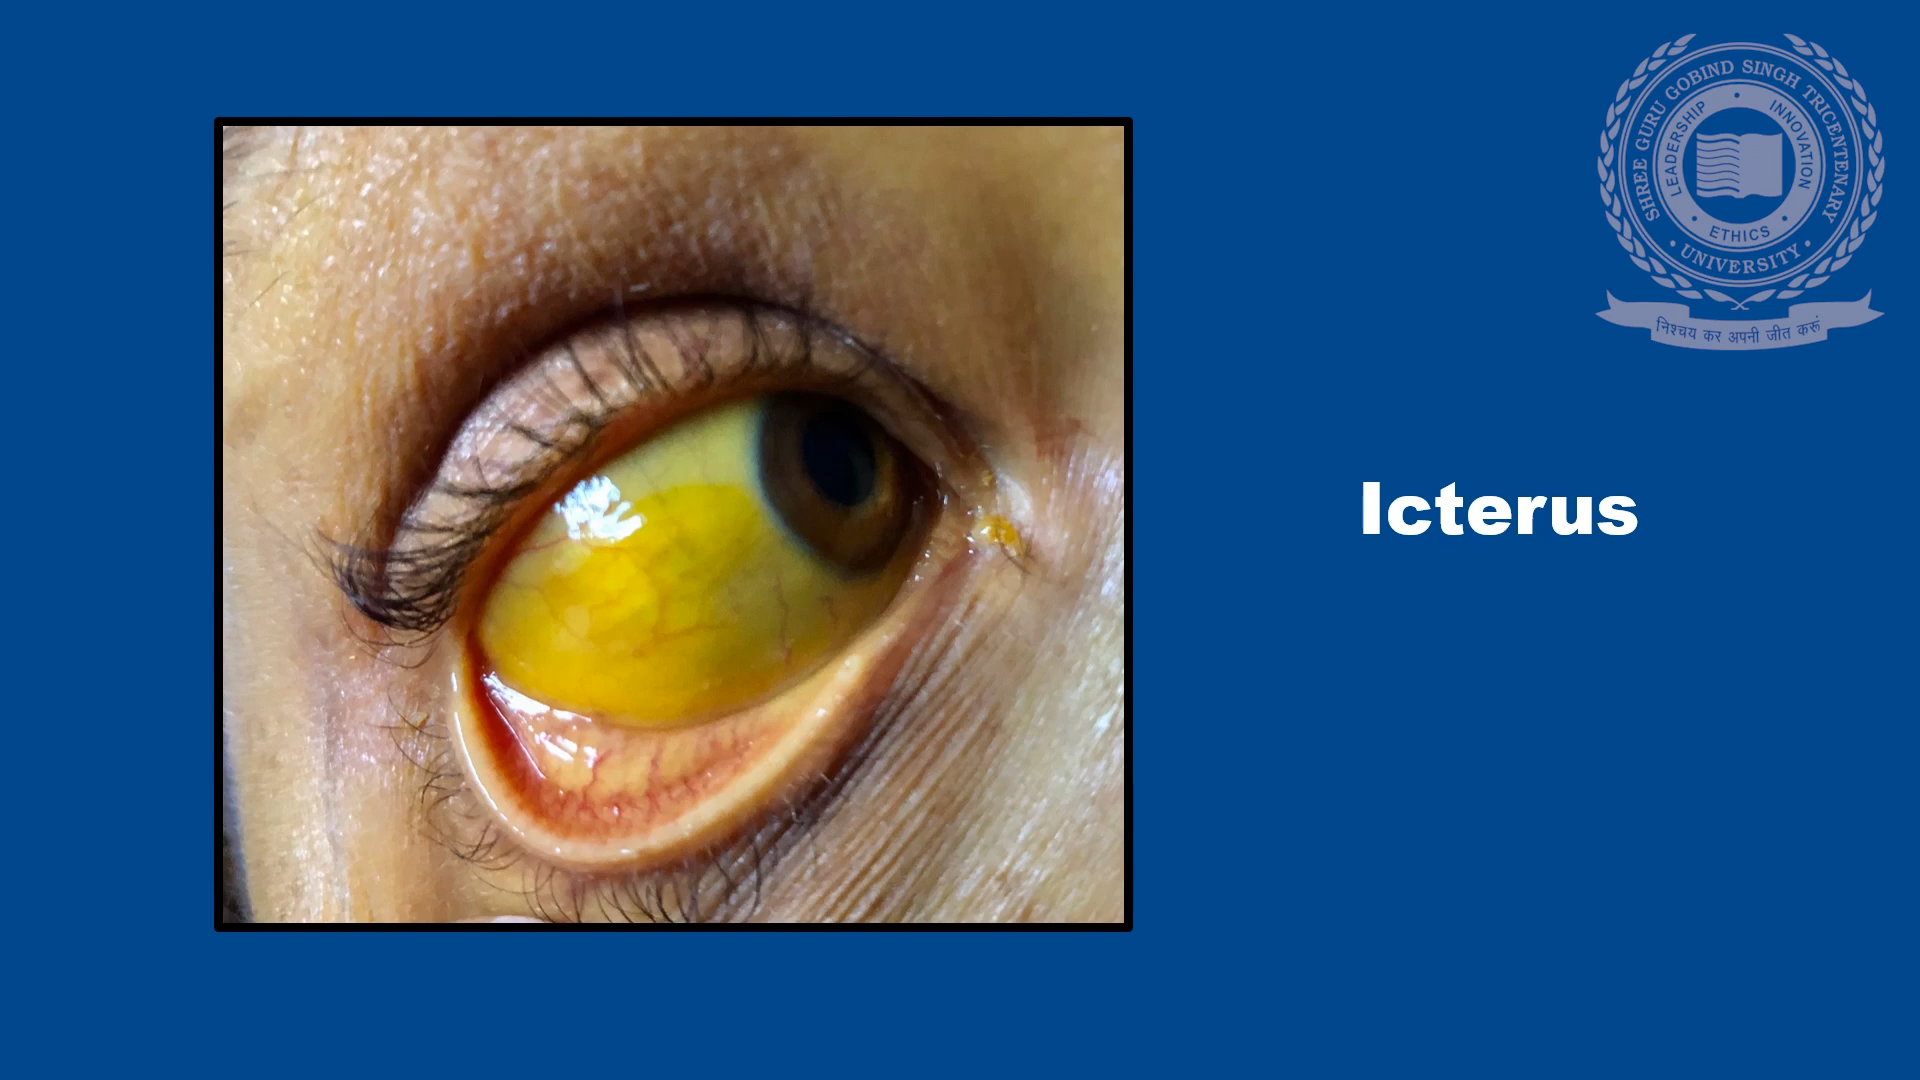 Icterus
SHREE GURU GOBIND SINGH TRICENTENARY
UNIVERSITY
LEADERSHIP
INNOVATION
ETHICS
निश्चय कर अपनी जीत करूं